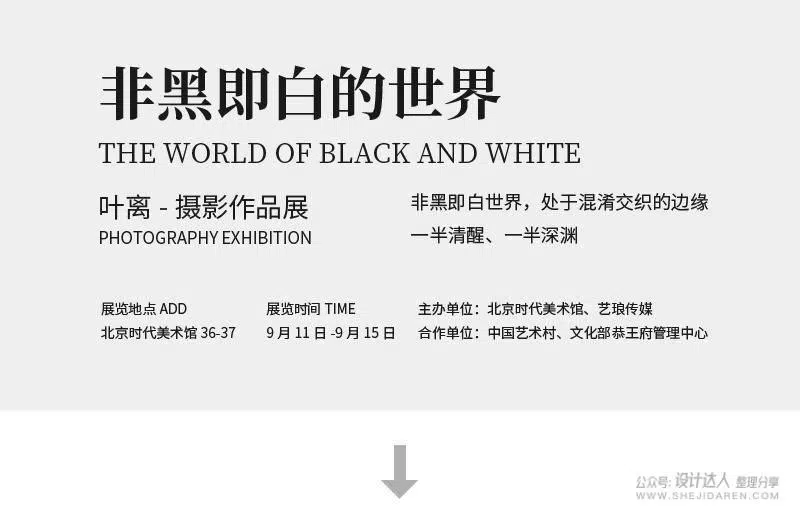 非黑即白的世界
THE WORLD OF BLACK AND WHITE
叶离 - 摄影作品展
PHOTOGRAPHY EXHIBITION
非黑即白世界，处于混淆交织的边缘
一半清醒、一半深渊
展览地点 ADD
北京时代美术馆 36-37
展览时间 TIME
9 月 11 日 -9 月 15 日
主办单位：北京时代美术馆、艺琅传媒
合作单位：中国艺术村、文化部恭王府管理中心
公众号: 设计达人 整理分享
WWW.SHEJIDAREN.COM